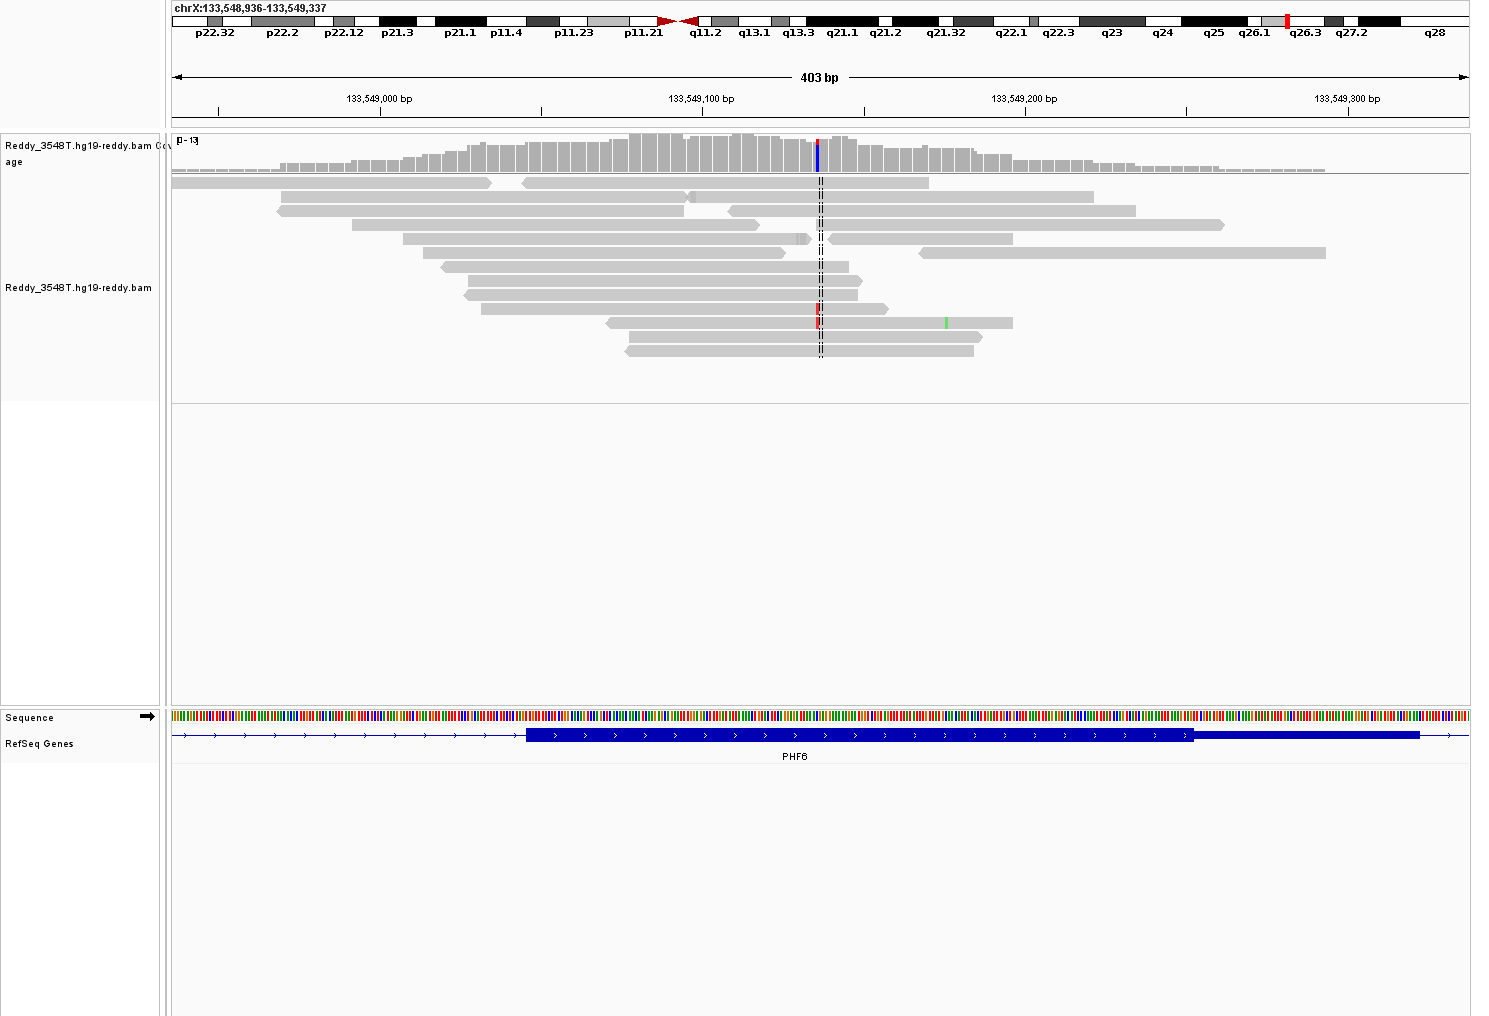 chrX:133,548,936-133,549,337
p22.32 p22.2 p22.12 p21.3 p21.1 p11.4 p11.23 p11.21 q11.2 q13.1 q13.3 q21.1 q21.2 q21.32 q22.1 q22.3 q23 q24 q25 q26.1 q26.3 q27.2 q28
403 bp
133,549,000 bp 133,549,100 bp 133,549,200 bp 133,549,300 bp
[0 - 13]
Reddy_3548T.hg19-reddy.bam Cov
age
Reddy_3548T.hg19-reddy.bam
Sequence
RefSeq Genes
PHF6